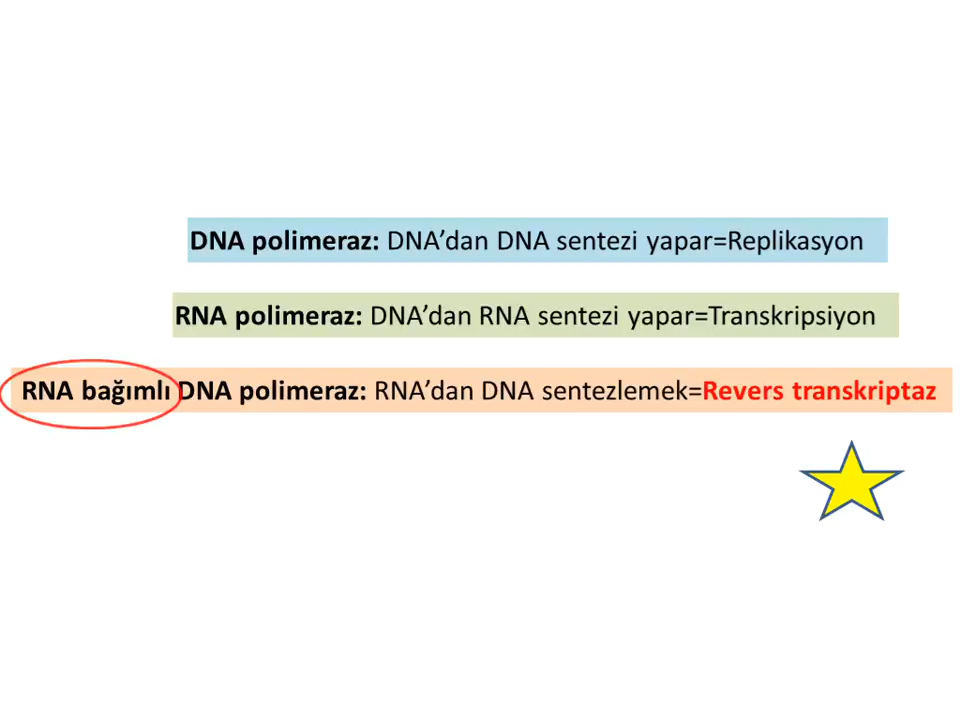 DNA polimeraz: DNA’dan DNA sentezi yapar=Replikasyon
RNA polimeraz: DNA’dan RNA sentezi yapar=Transkripsiyon
RNA bağımlı DNA polimeraz: RNA’dan DNA sentezlemek=Revers transkriptaz